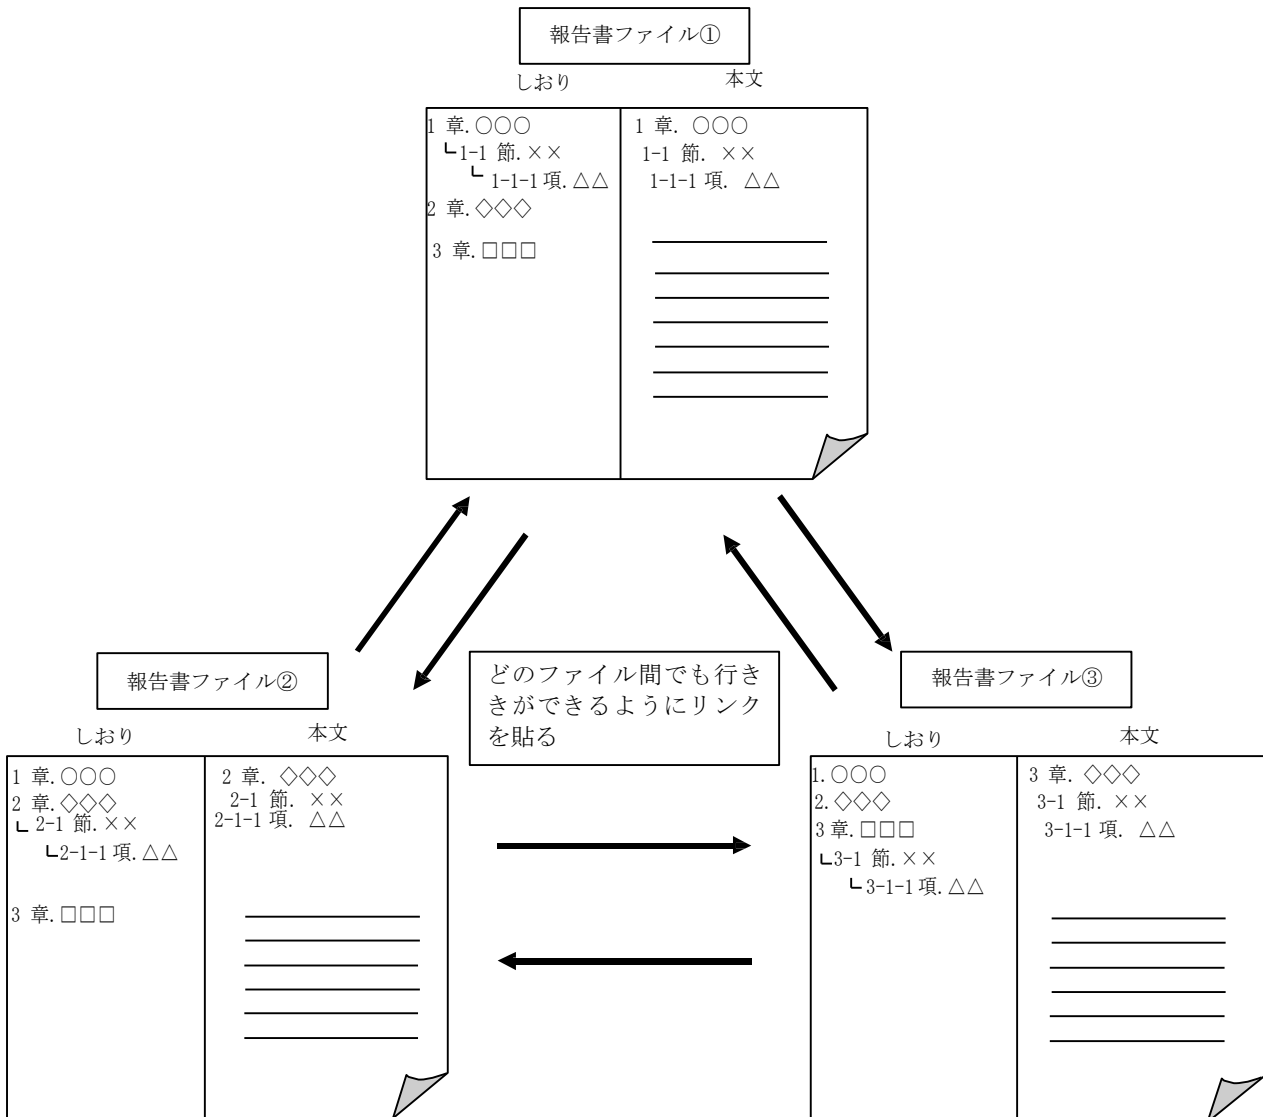 報告書ファイル①
しおり
本文
1 章.○○○
1-1 節.××
1-1-1 項.△△
2 章.◇◇◇
3 章.□□□
1 章. ○○○
1-1 節. ××
1-1-1 項. △△
どのファイル間でも行き
きができるようにリンク
を貼る
報告書ファイル②
しおり
本文
1 章.○○○
2 章.◇◇◇
2-1 節.××
2-1-1 項.△△
3 章.□□□
2 章. ◇◇◇
2-1 節. ××
2-1-1 項. △△
報告書ファイル③
しおり
本文
1.○○○
2.◇◇◇
3 章.□□□
3-1 節.××
3-1-1 項.△△
3 章. ◇◇◇
3-1 節. ××
3-1-1 項. △△